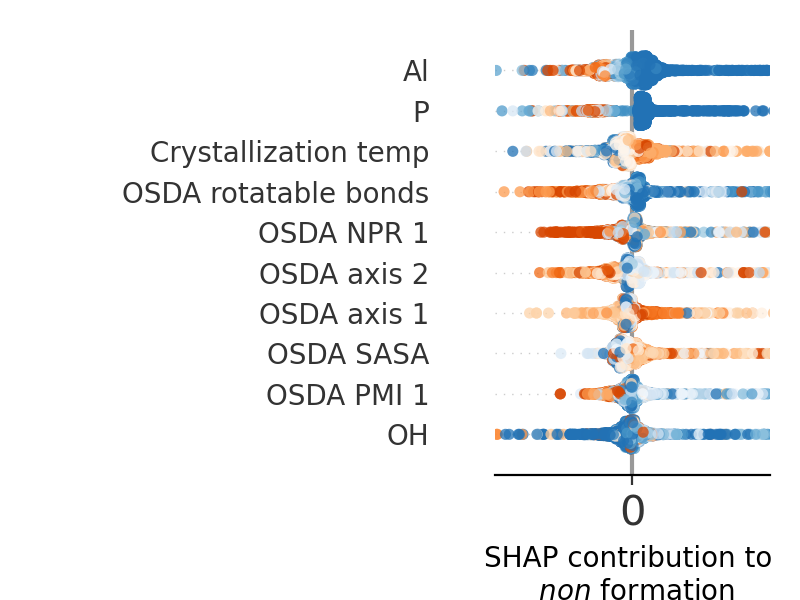 Al
P
Crystallization temp
OSDA rotatable bonds
OSDA NPR 1
OSDA axis 2
OSDA axis 1
OSDA SASA
OSDA PMI 1
OH
0
SHAP contribution to
non formation